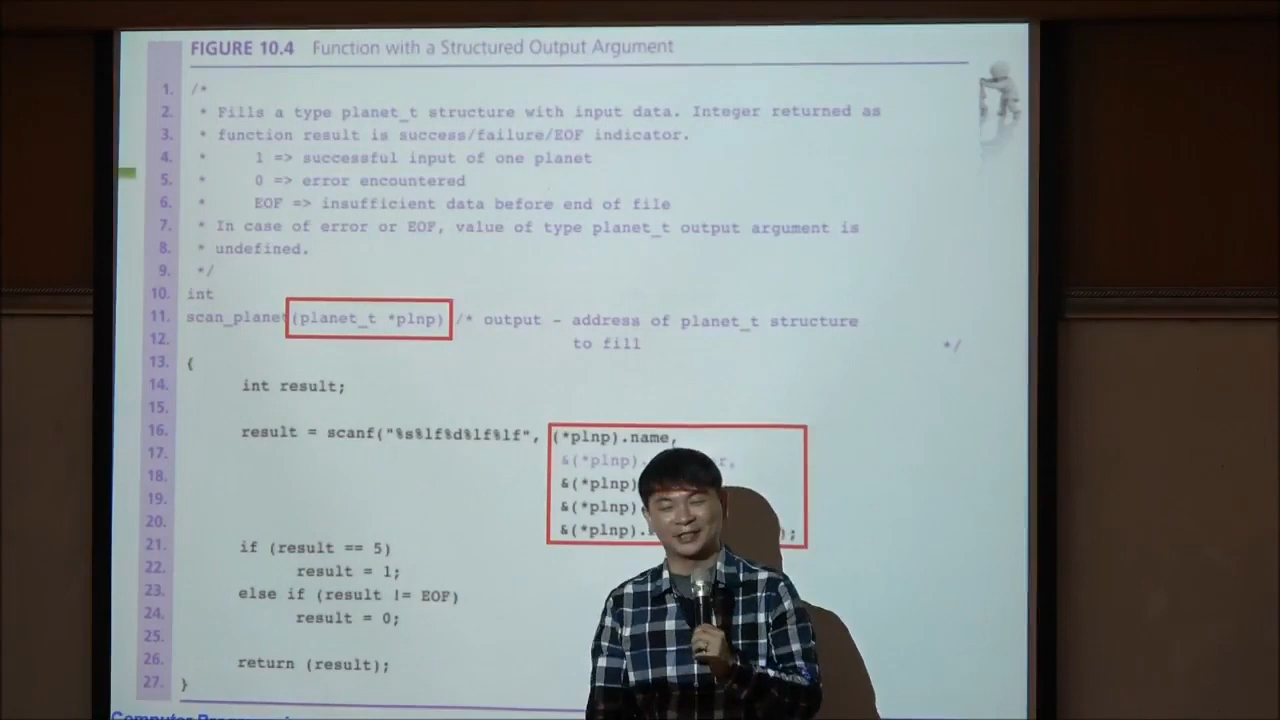 FIGURE 10.4 Function with a Structured Output Argument
1. /*
2. * Fills a type planet_t structure with input data. Integer returned as
3. * function result is success/failure/EOF indicator.
4. * 1 => successful input of one planet
5. * 0 => error encountered
6. * EOF => insufficient data before end of file
7. * In case of error or EOF, value of type planet_t output argument is
8. * undefined.
9. */
10. int
11. scan_planet(planet_t *plnp) /* output - address of planet_t structure
12. to fill */
13. {
14. int result;
15.
16. result = scanf("%s%lf%d%lf%lf", (*plnp).name,
17. &(*plnp). r,
18. &(*plnp)
19. &(*plnp)
20. &(*plnp). );
21. if (result == 5)
22. result = 1;
23. else if (result != EOF)
24. result = 0;
25.
26. return (result);
27. }
Computer